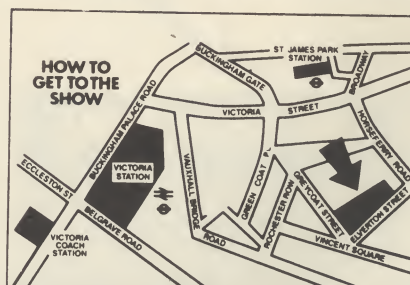 HOW TO
GET TO THE
SHOW
ST JAMES PARK
STATION
BUCKINGHAM GATE
BROADWAY
BUCKINGHAM PALACE ROAD
VICTORIA STREET
HORSEFERRY ROAD
ECCLESTON ST
VICTORIA
STATION
VAUXHALL BRIDGE
ROAD
GREEN COAT P
ROCHESTER ROW
GREYCOAT STREET
ELVERTON STREET
VICTORIA
COACH
STATION
BELGRAVE ROAD
VINCENT SQUARE